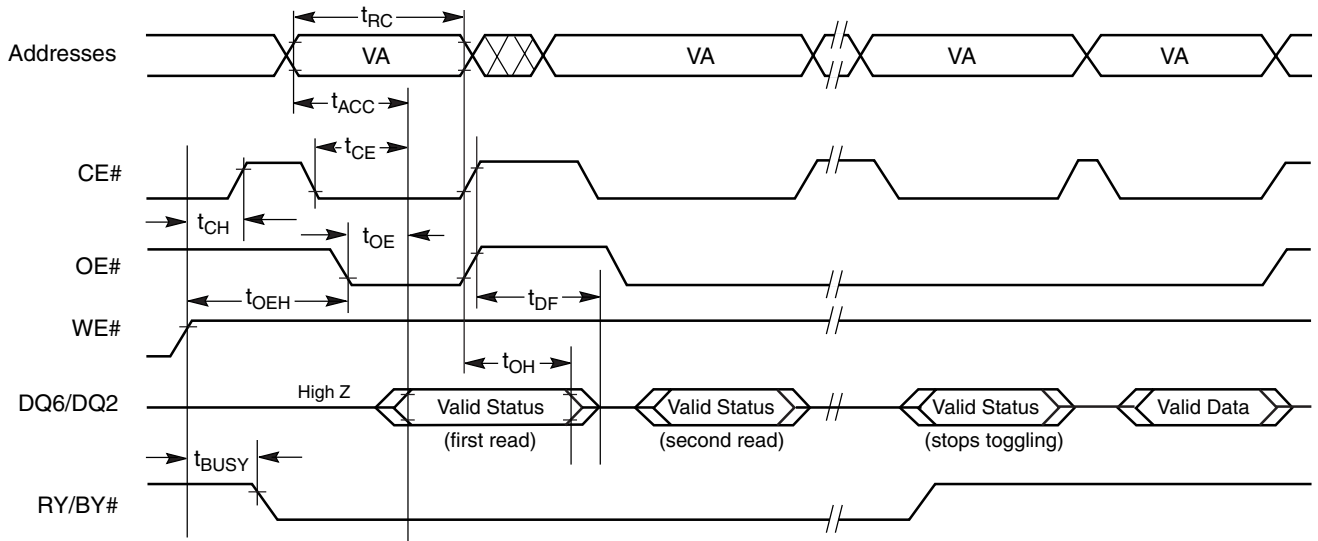 tRC
Addresses VA VA VA VA
tACC
tCE
CE#
tCH
tOE
OE#
tOEH
tDF
WE#
tOH
High Z
DQ6/DQ2 Valid Status Valid Status Valid Status Valid Data
(first read) (second read) (stops toggling)
tBUSY
RY/BY#